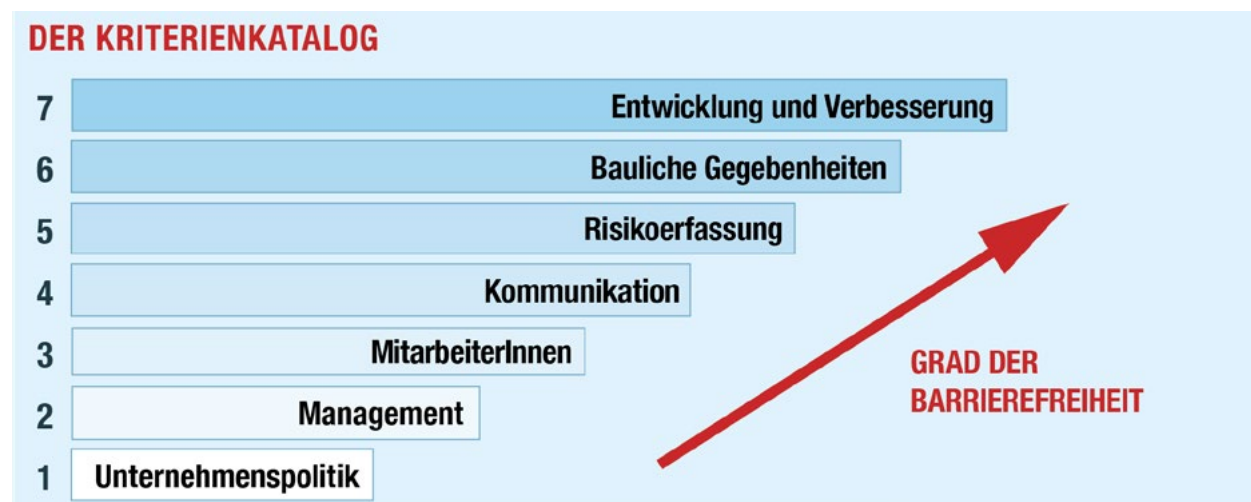 DER KRITERIENKATALOG
7 Entwicklung und Verbesserung
6 Bauliche Gegebenheiten
5 Risikoerfassung
4 Kommunikation
3 MitarbeiterInnen
2 Management
1 Unternehmenspolitik
GRAD DER
BARRIEREFREIHEIT